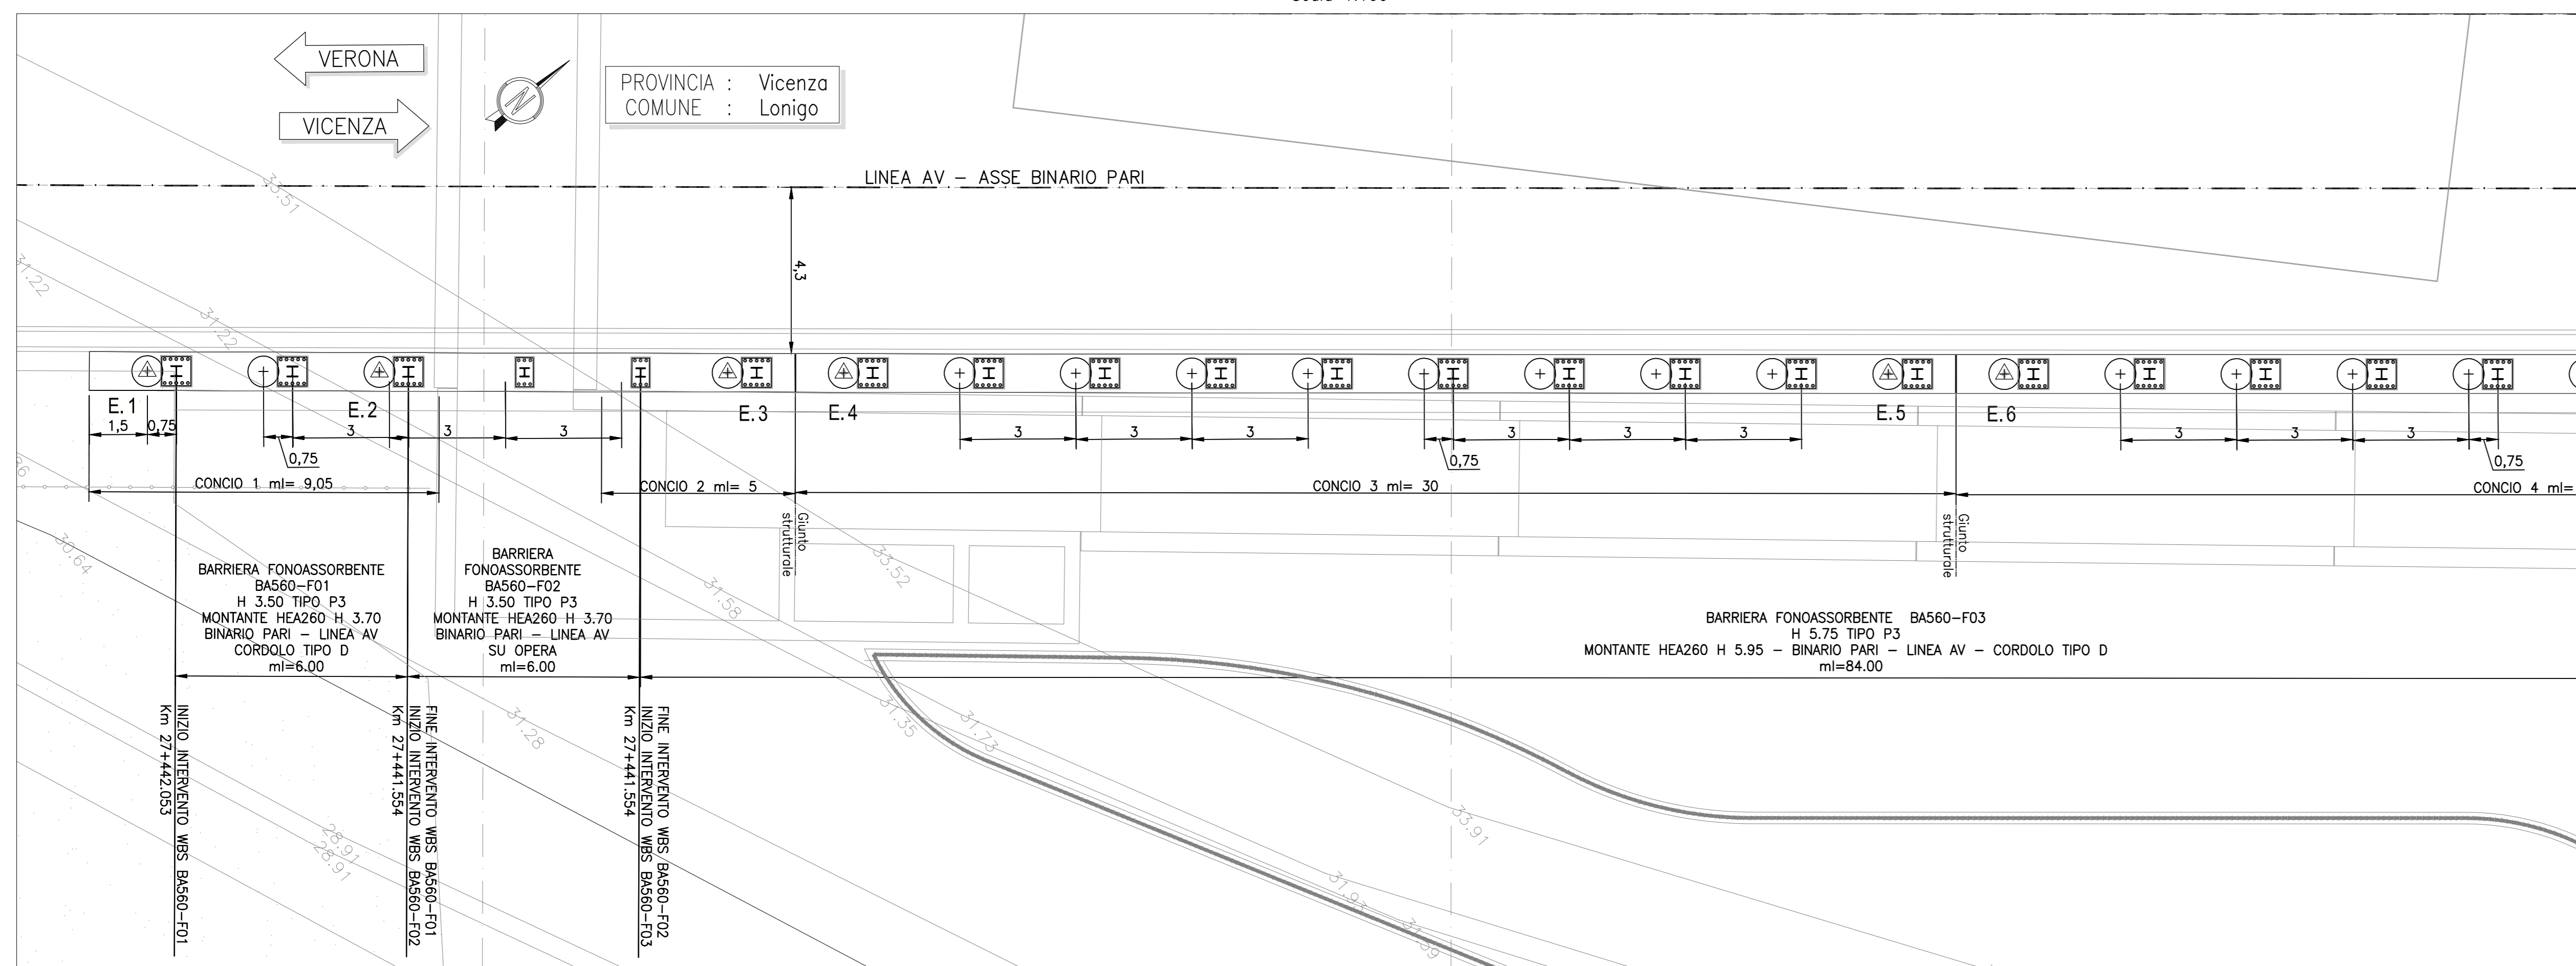 VERONA
VICENZA
N
PROVINCIA : Vicenza
COMUNE : Lonigo
LINEA AV - ASSE BINARIO PARI
33.51
31.22
31.22
4,3
E.1
E.2
E.3
E.4
E.5
E.6
1,5
0,75
3
3
3
0,75
3
3
3
0,75
3
3
3
3
3
3
0,75
CONCIO 1 ml= 9,05
CONCIO 2 ml= 5
CONCIO 3 ml= 30
CONCIO 4 ml=
Giunto
strutturale
Giunto
strutturale
30.64
BARRIERA FONOASSORBENTE
BA560-F01
H 3.50 TIPO P3
MONTANTE HEA260 H 3.70
BINARIO PARI - LINEA AV
CORDOLO TIPO D
ml=6.00
BARRIERA
FONOASSORBENTE
BA560-F02
H 3.50 TIPO P3
MONTANTE HEA260 H 3.70
BINARIO PARI - LINEA AV
SU OPERA
ml=6.00
BARRIERA FONOASSORBENTE BA560-F03
H 5.75 TIPO P3
MONTANTE HEA260 H 5.95 - BINARIO PARI - LINEA AV - CORDOLO TIPO D
ml=84.00
33.52
31.58
31.28
31.35
31.73
33.91
31.93
31.39
28.91
28.91
INIZIO INTERVENTO WBS BA560-F01
Km 27+442.053
FINE INTERVENTO WBS BA560-F01
INIZIO INTERVENTO WBS BA560-F02
Km 27+441.554
FINE INTERVENTO WBS BA560-F02
INIZIO INTERVENTO WBS BA560-F03
Km 27+441.554